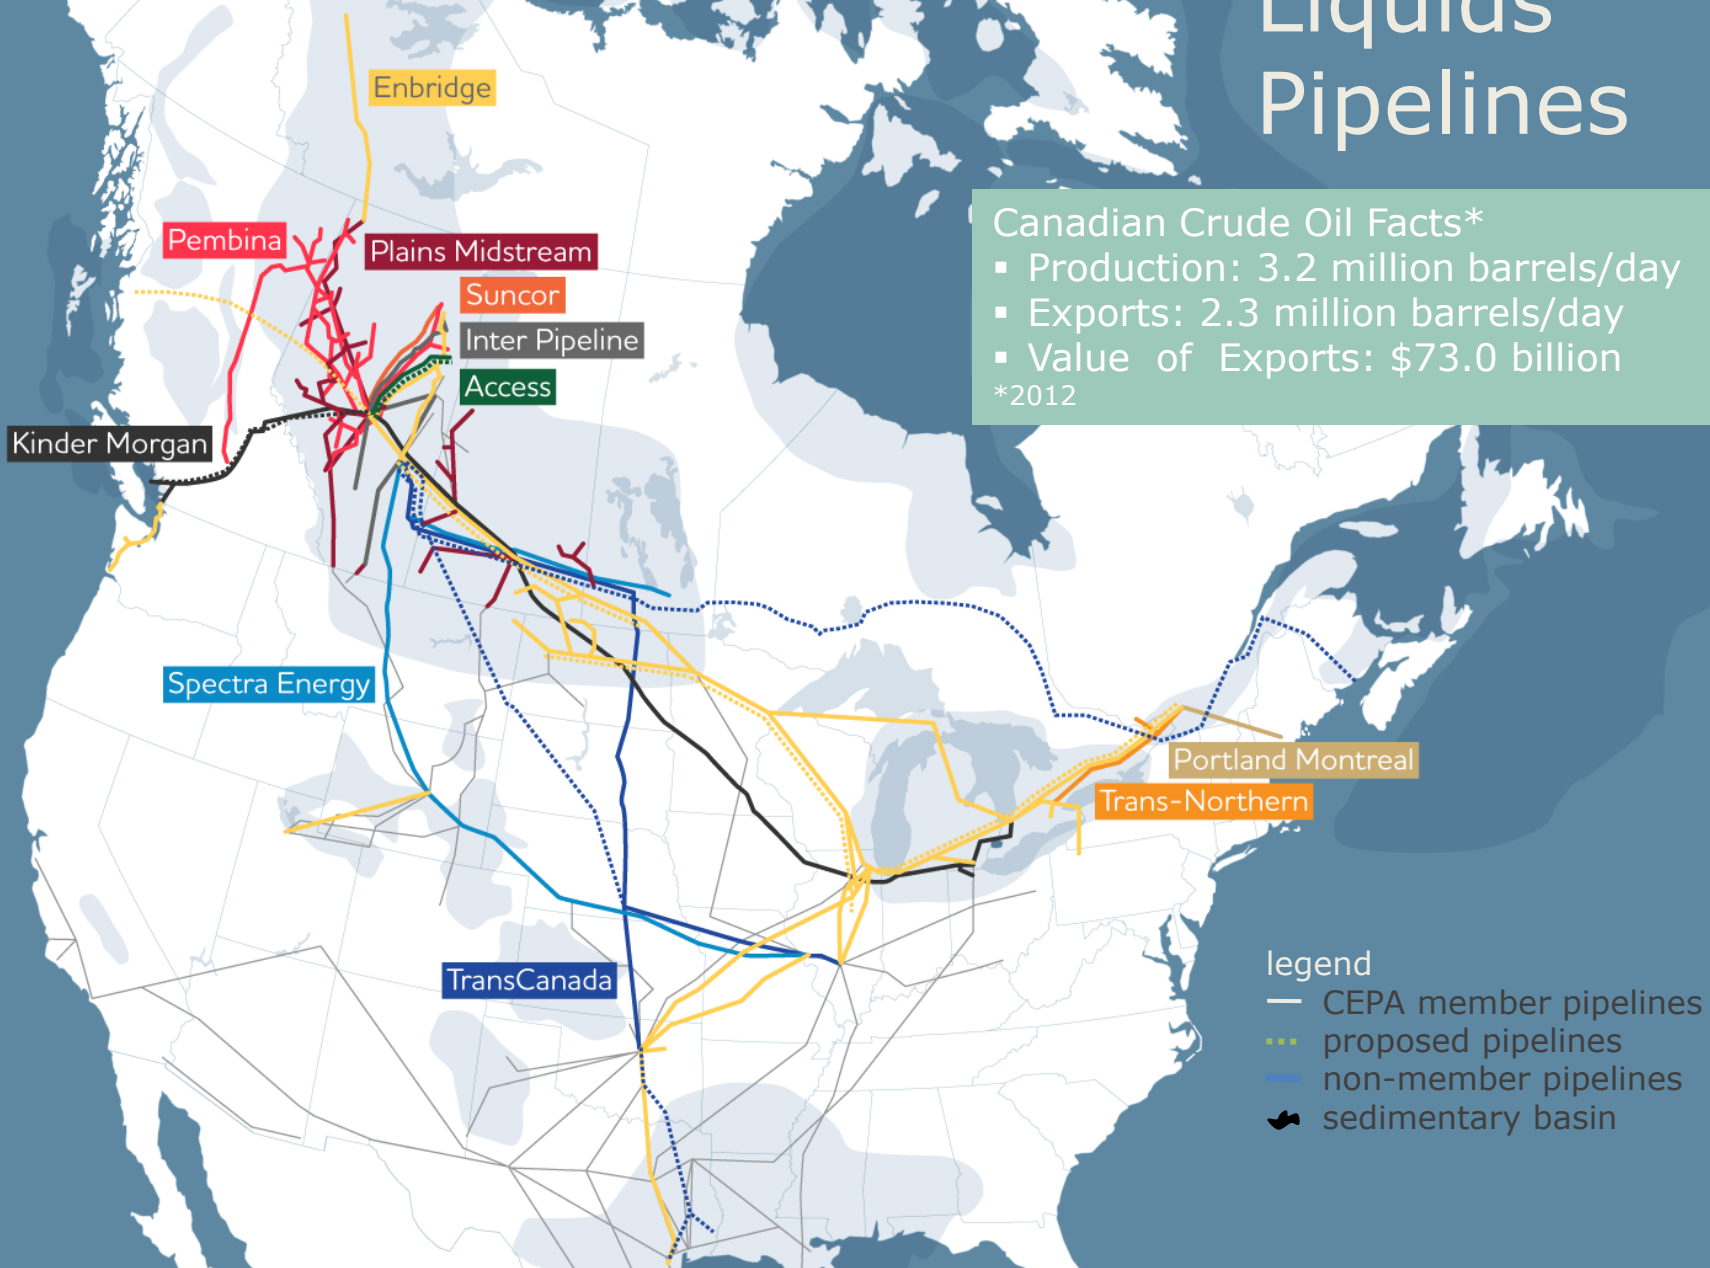 Liquids
Pipelines
Enbridge
Pembina
Plains Midstream
Suncor
Inter Pipeline
Access
Kinder Morgan
Canadian Crude Oil Facts*
▪ Production: 3.2 million barrels/day
▪ Exports: 2.3 million barrels/day
▪ Value of Exports: $73.0 billion
*2012
Spectra Energy
Portland Montreal
Trans-Northern
TransCanada
legend
CEPA member pipelines
proposed pipelines
non-member pipelines
sedimentary basin